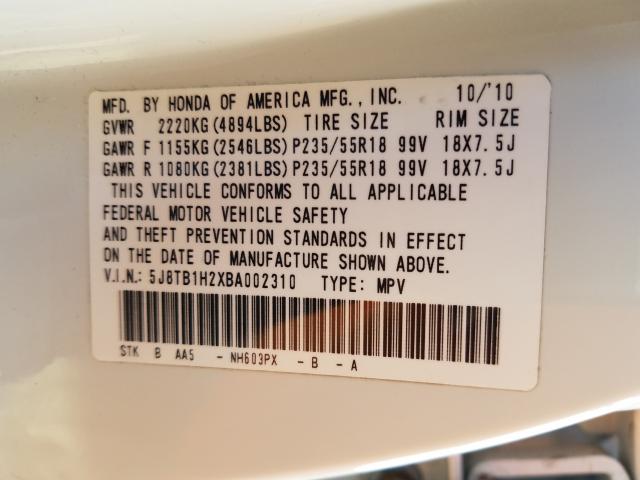 MFD. BY HONDA OF AMERICA MFG., INC. 10/'10
GVWR 2220KG(4894LBS) TIRE SIZE RIM SIZE
GAWR F 1155KG(2546LBS)P235/55R18 99V 18X7.5J
GAWR R 1080KG(2381LBS)P235/55R18 99V 18X7.5J
THIS VEHICLE CONFORMS TO ALL APPLICABLE
FEDERAL MOTOR VEHICLE SAFETY
AND THEFT PREVENTION STANDARDS IN EFFECT
ON THE DATE OF MANUFACTURE SHOWN ABOVE.
V.I.N.: 5J8TB1H2XBA002310 TYPE: MPV
STK B AA5 - NH603PX - B - A